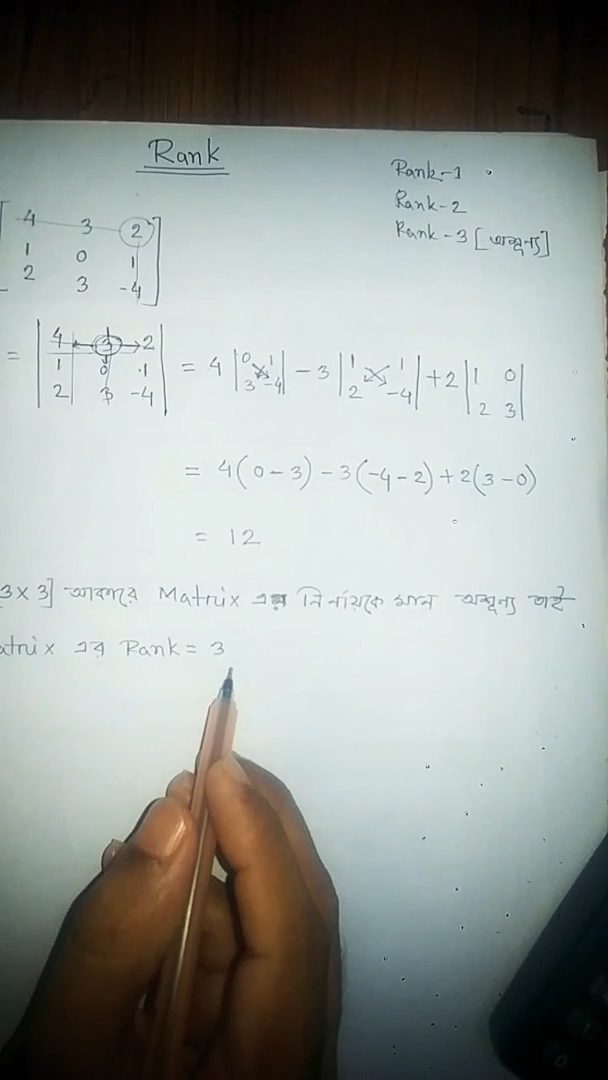 Rank
Rank-1
Rank-2
Rank-3 [অশূন্য]
4 3 2
1 0 1
2 3 -4
= |4 3 2| = 4 |0 1| - 3 |1 1| + 2 |1 0|
|1 0 1| |3 -4| |2 -4| |2 3|
|2 3 -4|
= 4(0-3) - 3(-4-2) + 2(3-0)
= 12
3×3] আকারে Matrix এর নির্নায়কে মান অশূন্য তাই
atrix এর Rank = 3